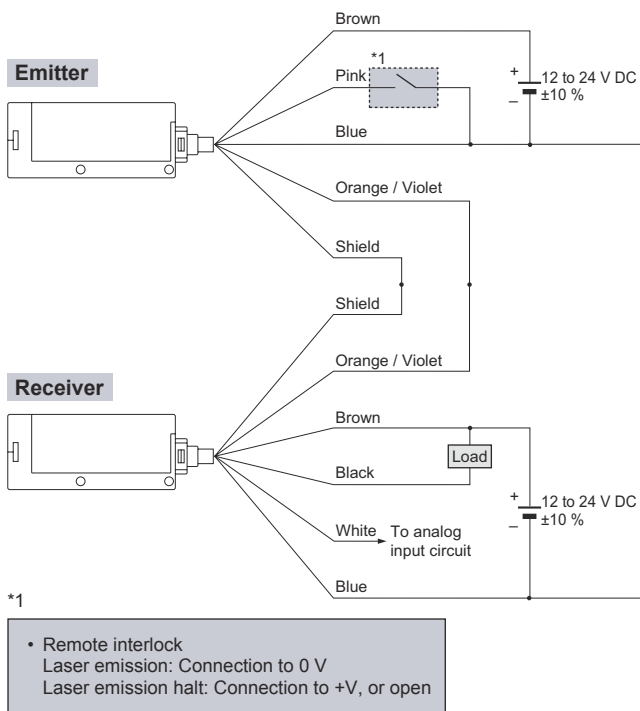 Brown
Emitter
*1
Pink
+
12 to 24 V DC
–
±10 %
Blue
Orange / Violet
Shield
Shield
Orange / Violet
Receiver
Brown
Load
Black
+
12 to 24 V DC
–
±10 %
White
To analog
input circuit
Blue
*1
• Remote interlock
Laser emission: Connection to 0 V
Laser emission halt: Connection to +V, or open